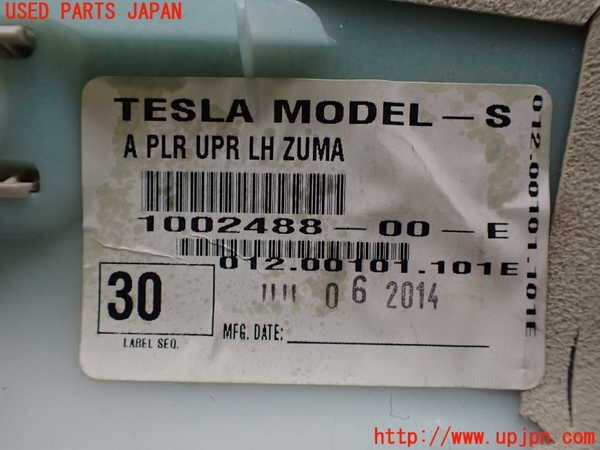 USED PARTS JAPAN
TESLA MODEL-S
A PLR UPR LH ZUMA
1002488-00-E
012.00101.101E
30
06 2014
LABEL SEQ.
MFG. DATE:
012.00101.101E
http://www.upjpn.com